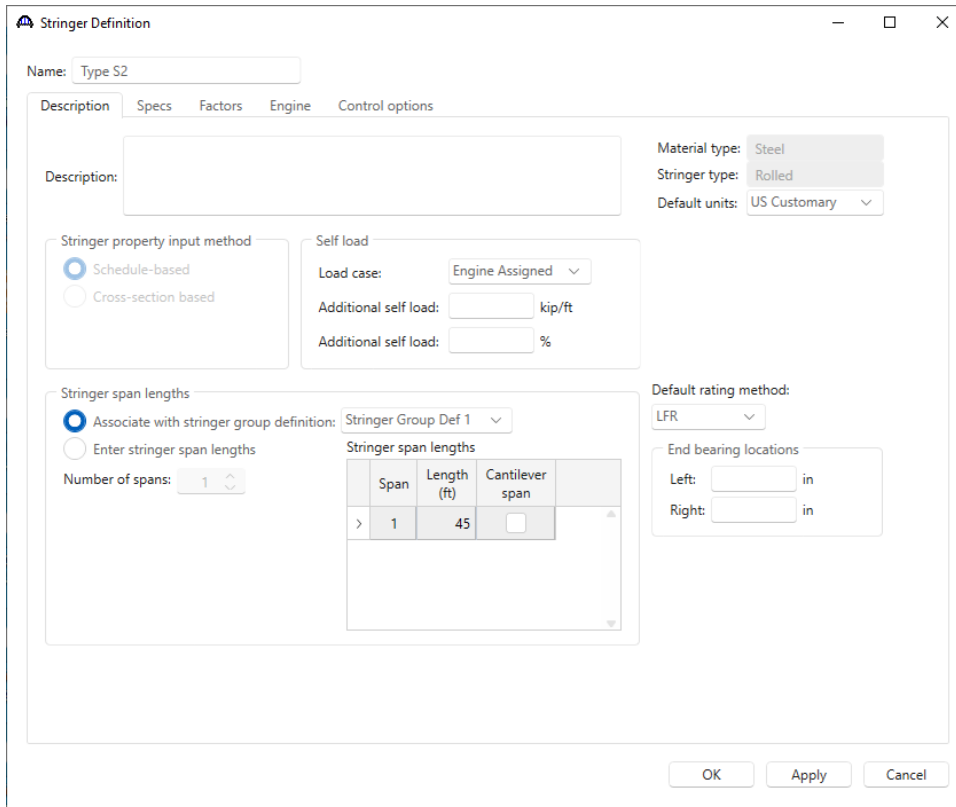 Stringer Definition
Name: Type S2
Description Specs Factors Engine Control options
Description:
Material type: Steel
Stringer type: Rolled
Default units: US Customary
Stringer property input method
Schedule-based
Cross-section based
Self load
Load case: Engine Assigned
Additional self load: kip/ft
Additional self load: %
Stringer span lengths
Associate with stringer group definition: Stringer Group Def 1
Enter stringer span lengths
Number of spans: 1
Stringer span lengths
Span Length (ft) Cantilever span
> 1 45
Default rating method:
LFR
End bearing locations
Left: in
Right: in
OK Apply Cancel